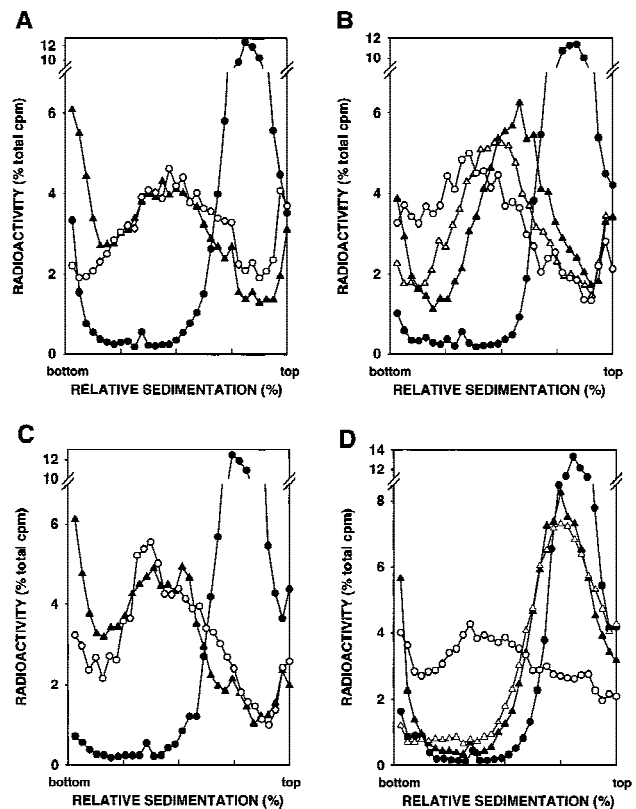 A
B
12
10
6
4
2
0
RADIOACTIVITY (% total cpm)
bottom
top
RELATIVE SEDIMENTATION (%)
12
10
6
4
2
0
RADIOACTIVITY (% total cpm)
bottom
top
RELATIVE SEDIMENTATION (%)
C
D
12
10
6
4
2
0
RADIOACTIVITY (% total cpm)
bottom
top
RELATIVE SEDIMENTATION (%)
14
12
8
6
4
2
0
RADIOACTIVITY (% total cpm)
bottom
top
RELATIVE SEDIMENTATION (%)